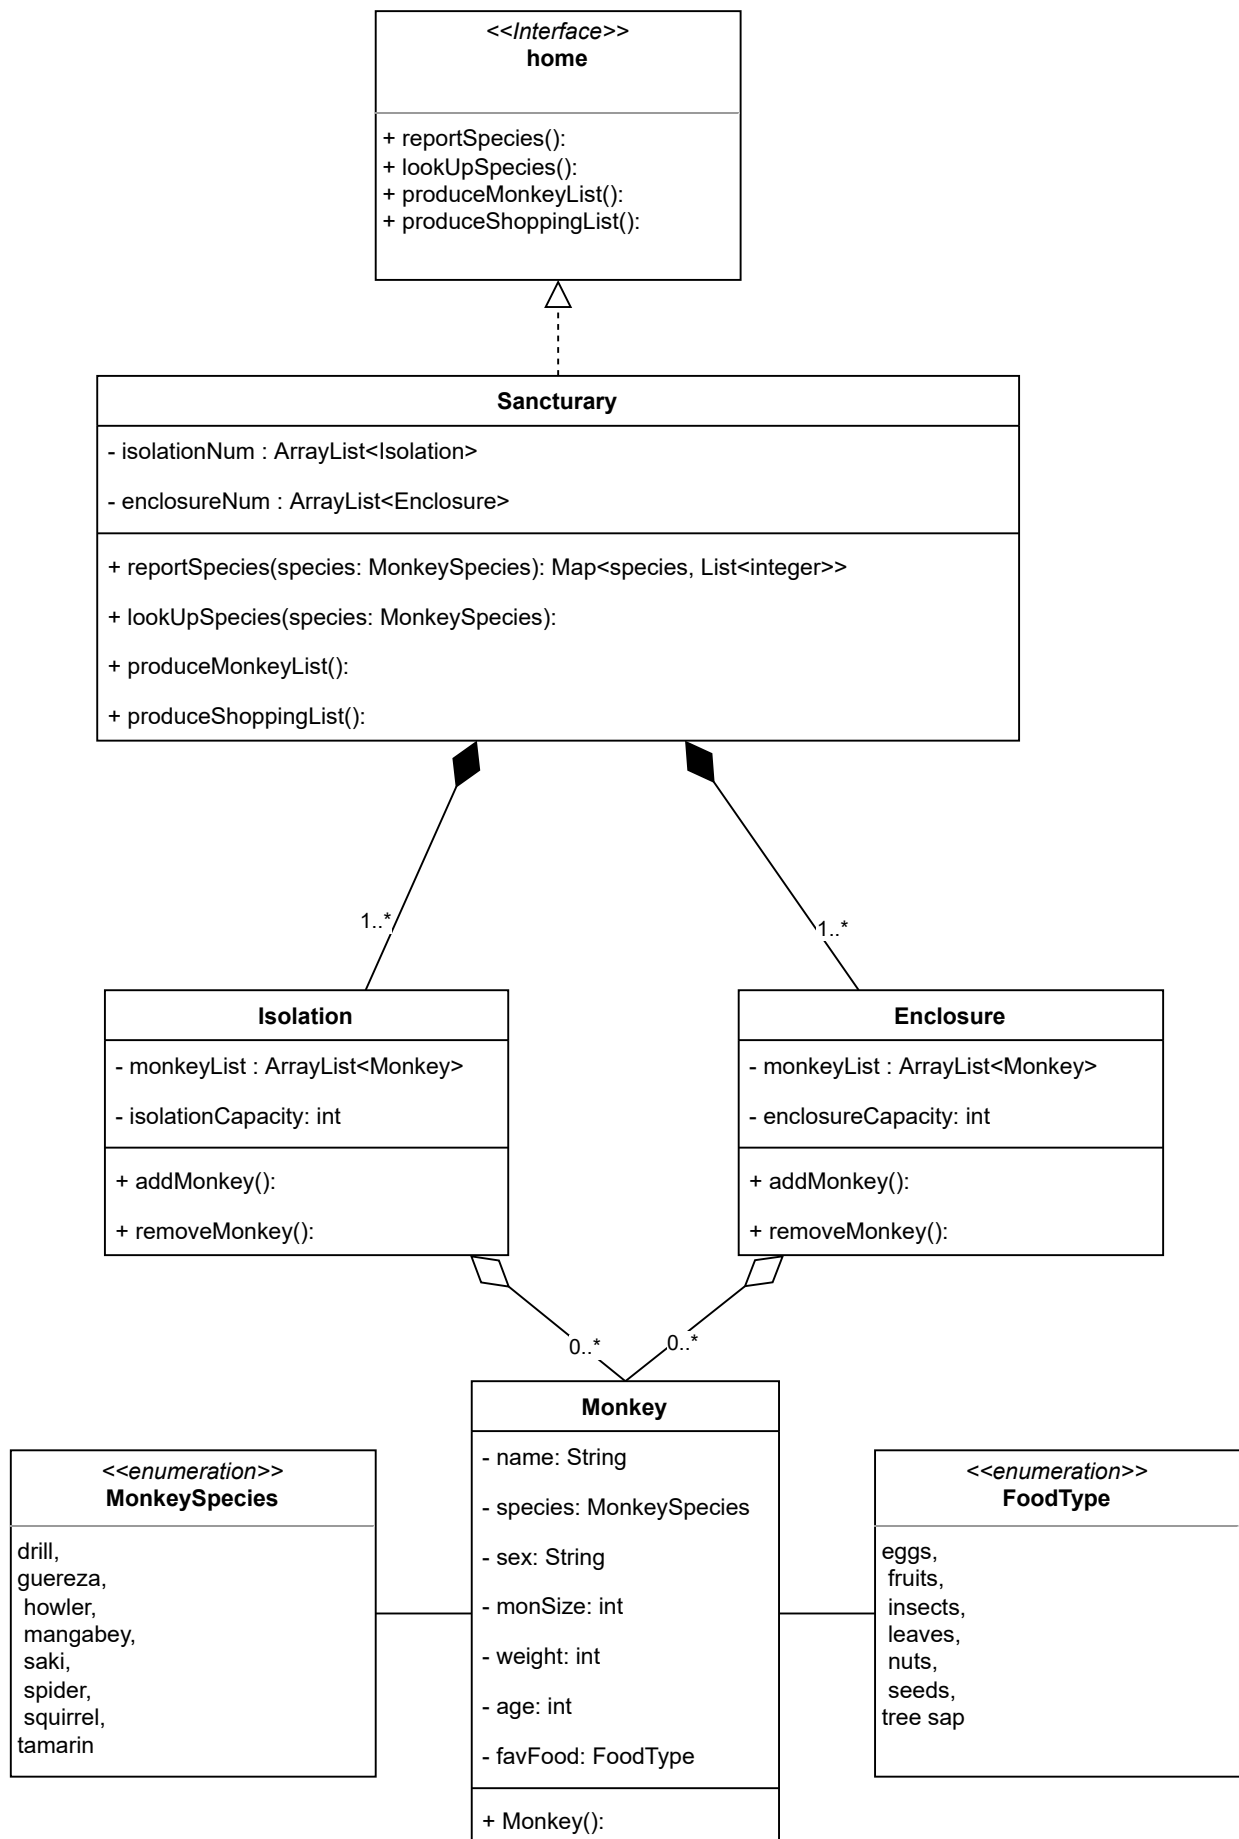 <<Interface>>
home
+ reportSpecies():
+ lookUpSpecies():
+ produceMonkeyList():
+ produceShoppingList():
Sancturary
- isolationNum : ArrayList<Isolation>
- enclosureNum : ArrayList<Enclosure>
+ reportSpecies(species: MonkeySpecies): Map<species, List<integer>>
+ lookUpSpecies(species: MonkeySpecies):
+ produceMonkeyList():
+ produceShoppingList():
1..*
1..*
Isolation
- monkeyList : ArrayList<Monkey>
- isolationCapacity: int
+ addMonkey():
+ removeMonkey():
Enclosure
- monkeyList : ArrayList<Monkey>
- enclosureCapacity: int
+ addMonkey():
+ removeMonkey():
0..*
0..*
<<enumeration>>
MonkeySpecies
drill,
guereza,
howler,
mangabey,
saki,
spider,
squirrel,
tamarin
Monkey
- name: String
- species: MonkeySpecies
- sex: String
- monSize: int
- weight: int
- age: int
- favFood: FoodType
+ Monkey():
<<enumeration>>
FoodType
eggs,
fruits,
insects,
leaves,
nuts,
seeds,
tree sap